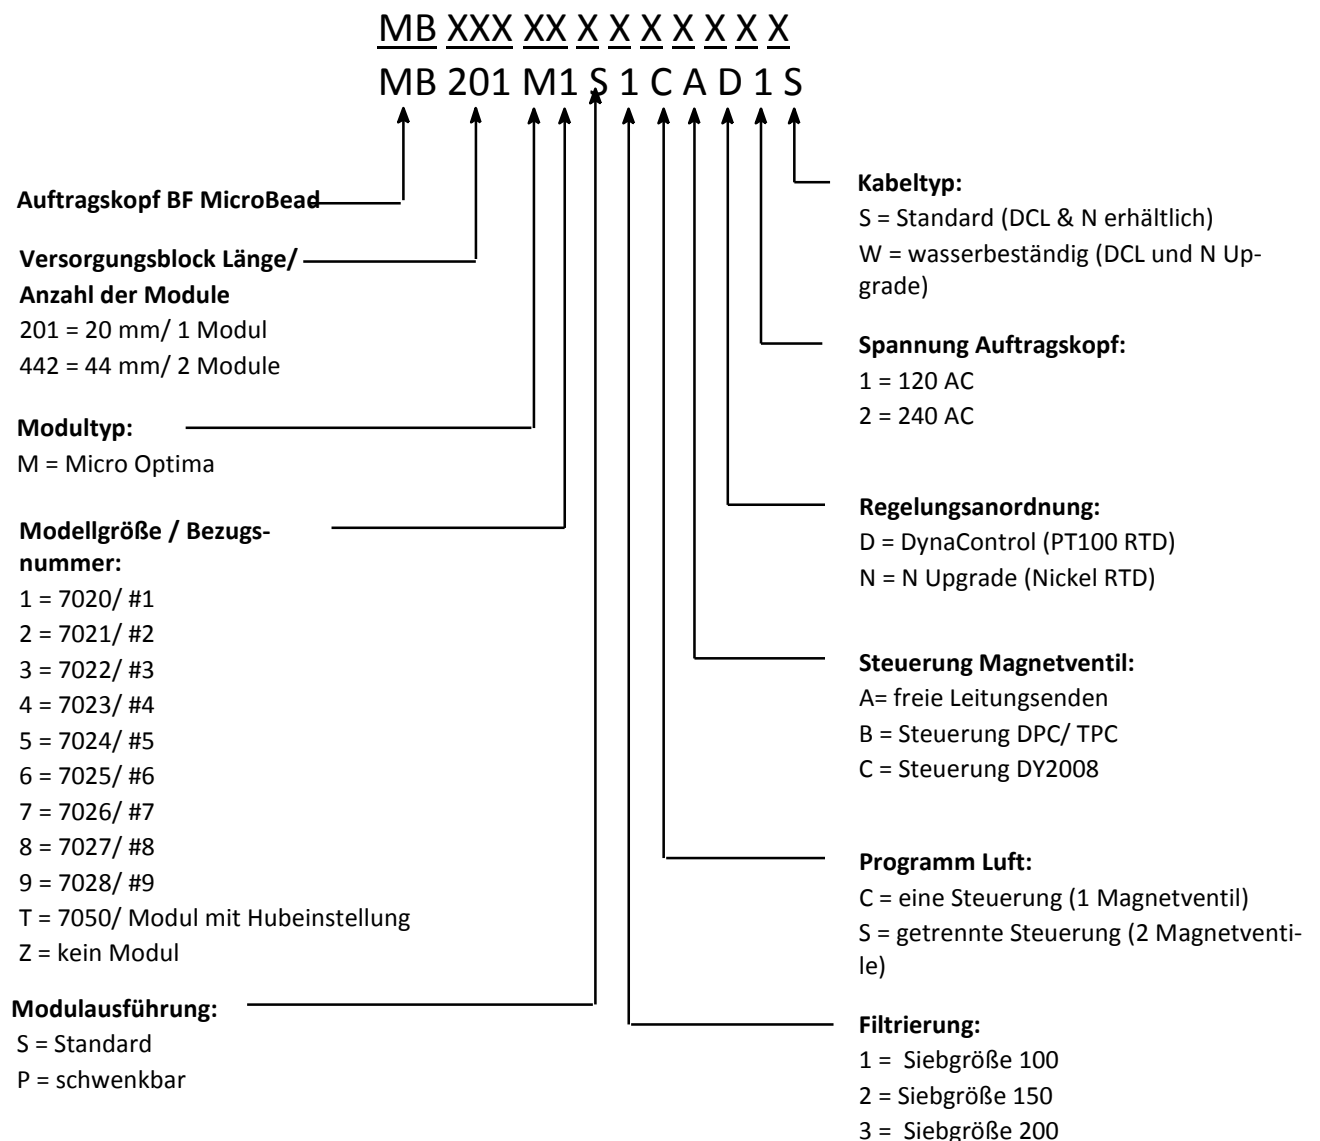 MB XXX XX X X X X X X X
MB 201 M1 S 1 C A D 1 S
Auftragskopf BF MicroBead
Versorgungsblock Länge/
Anzahl der Module
201 = 20 mm/ 1 Modul
442 = 44 mm/ 2 Module
Modultyp:
M = Micro Optima
Modellgröße / Bezugs-
nummer:
1 = 7020/ #1
2 = 7021/ #2
3 = 7022/ #3
4 = 7023/ #4
5 = 7024/ #5
6 = 7025/ #6
7 = 7026/ #7
8 = 7027/ #8
9 = 7028/ #9
T = 7050/ Modul mit Hubeinstellung
Z = kein Modul
Modulausführung:
S = Standard
P = schwenkbar
Kabeltyp:
S = Standard (DCL & N erhältlich)
W = wasserbeständig (DCL und N Up-
grade)
Spannung Auftragskopf:
1 = 120 AC
2 = 240 AC
Regelungsanordnung:
D = DynaControl (PT100 RTD)
N = N Upgrade (Nickel RTD)
Steuerung Magnetventil:
A= freie Leitungsenden
B = Steuerung DPC/ TPC
C = Steuerung DY2008
Programm Luft:
C = eine Steuerung (1 Magnetventil)
S = getrennte Steuerung (2 Magnetventi-
le)
Filtrierung:
1 = Siebgröße 100
2 = Siebgröße 150
3 = Siebgröße 200